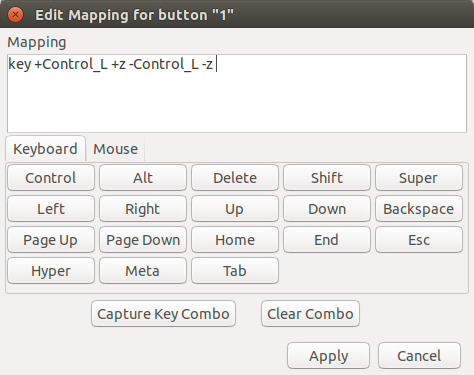 Edit Mapping for button "1"
Mapping
key +Control_L +z -Control_L -z
Keyboard Mouse
Control Alt Delete Shift Super
Left Right Up Down Backspace
Page Up Page Down Home End Esc
Hyper Meta Tab
Capture Key Combo Clear Combo
Apply Cancel